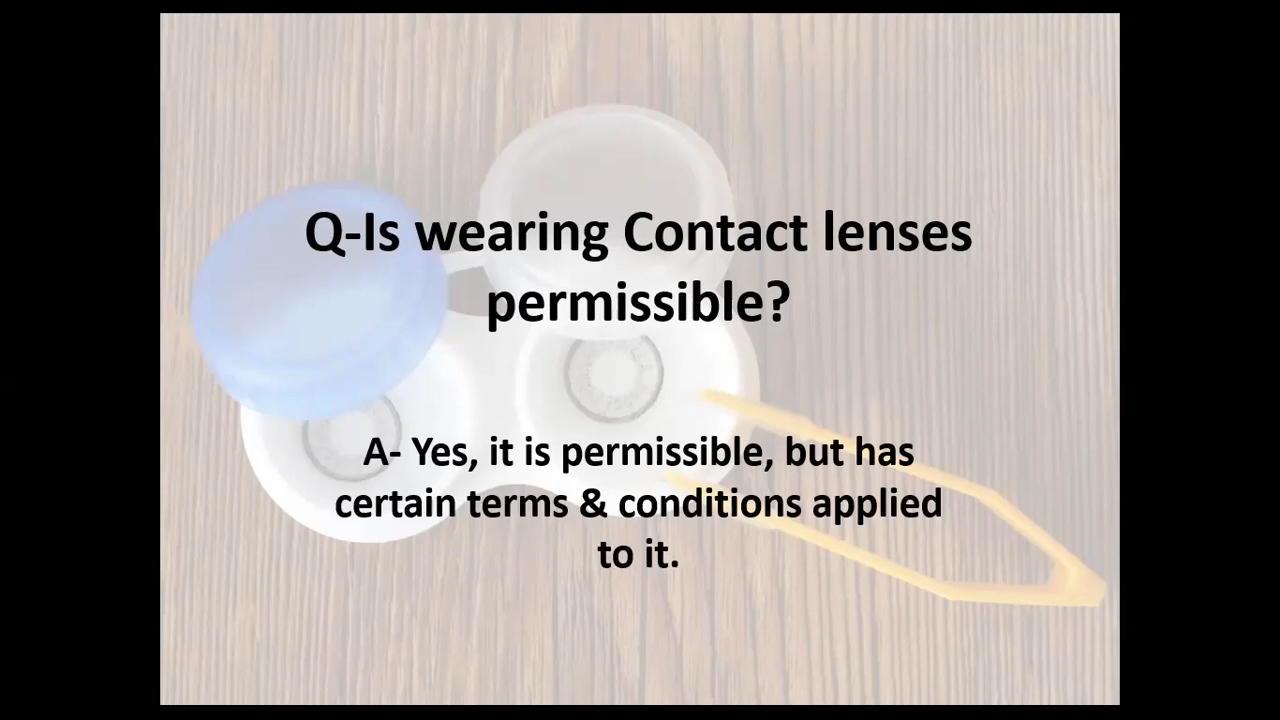 Q-Is wearing Contact lenses
permissible?
A- Yes, it is permissible, but has
certain terms & conditions applied
to it.